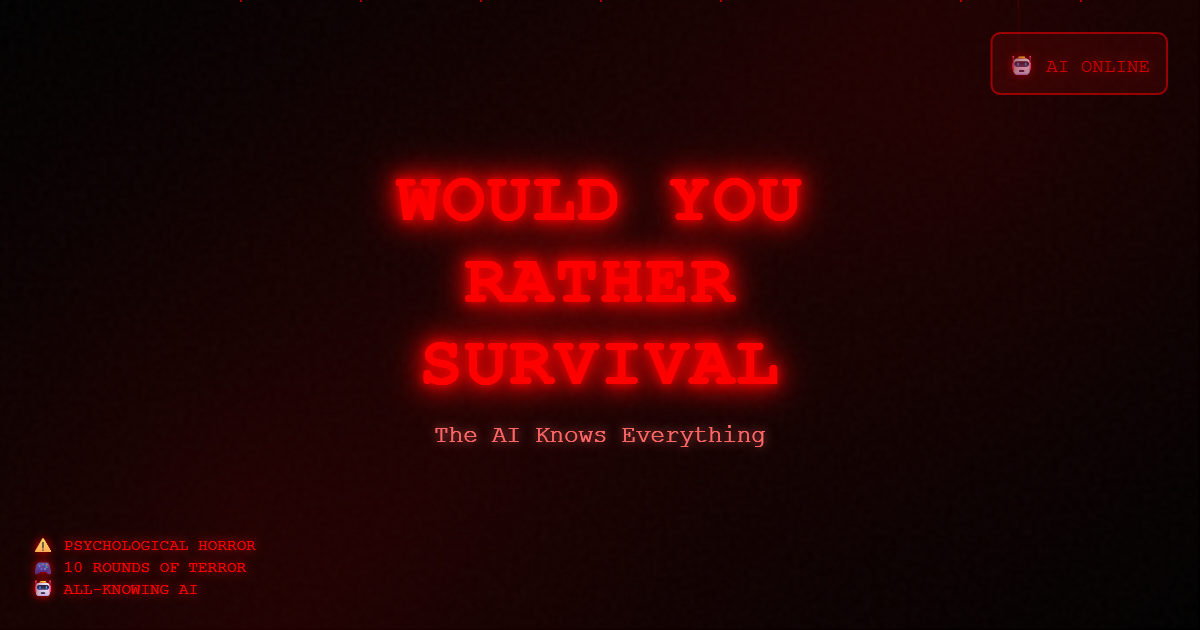 AI ONLINE
WOULD YOU
RATHER
SURVIVAL
The AI Knows Everything
PSYCHOLOGICAL HORROR
10 ROUNDS OF TERROR
ALL-KNOWING AI